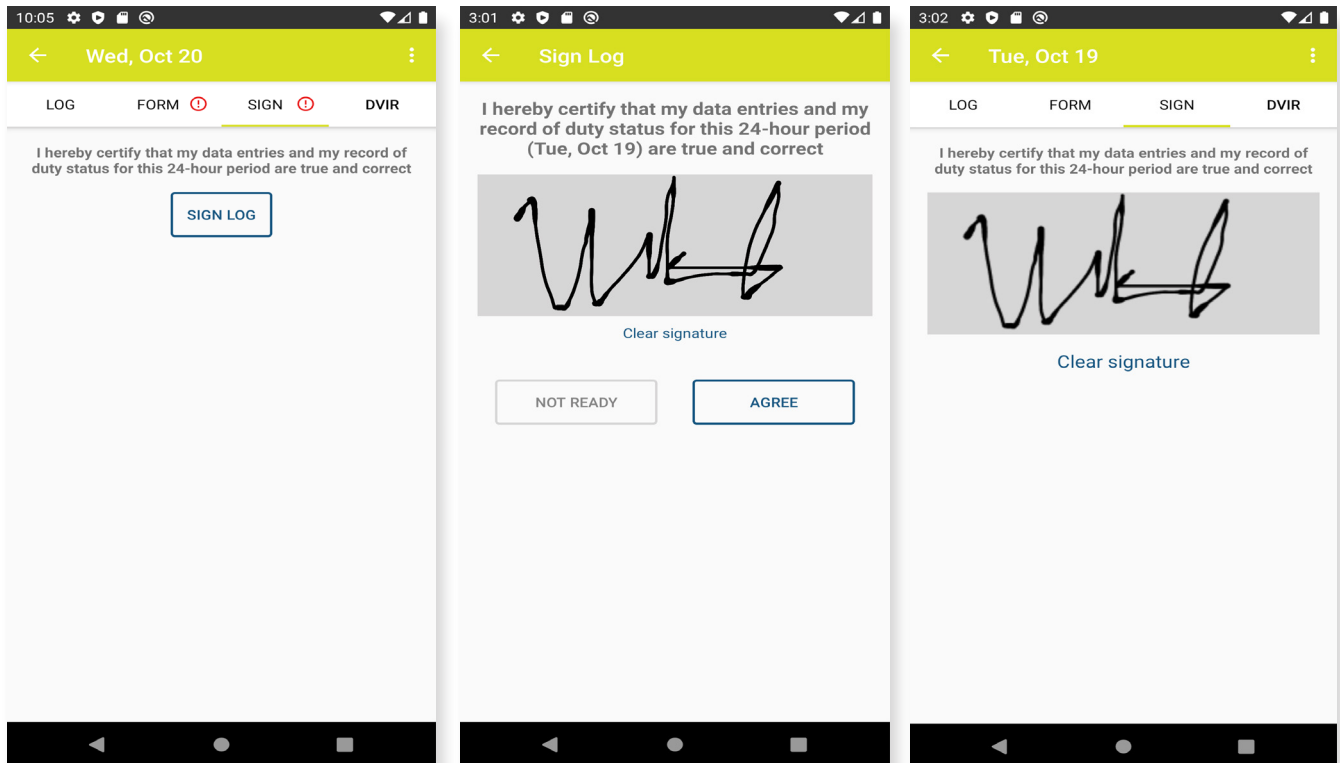 10:05
Wed, Oct 20
LOG FORM SIGN DVIR
I hereby certify that my data entries and my record of
duty status for this 24-hour period are true and correct
SIGN LOG
3:01
Sign Log
I hereby certify that my data entries and my
record of duty status for this 24-hour period
(Tue, Oct 19) are true and correct
Clear signature
NOT READY AGREE
3:02
Tue, Oct 19
LOG FORM SIGN DVIR
I hereby certify that my data entries and my record of
duty status for this 24-hour period are true and correct
Clear signature